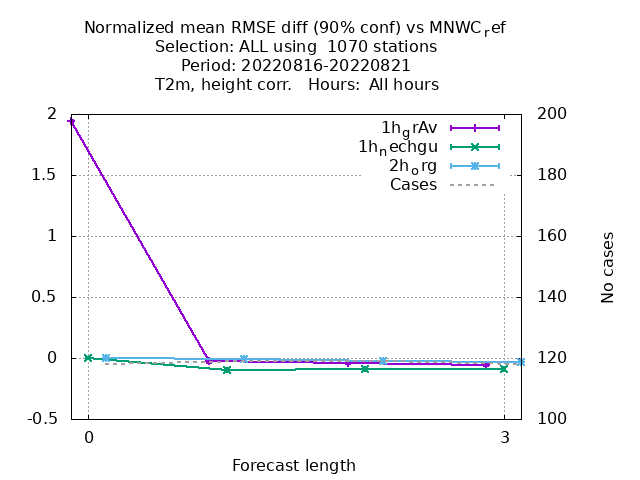 Normalized mean RMSE diff (90% conf) vs MNWC_ref
Selection: ALL using  1070 stations
Period: 20220816-20220821
T2m, height corr.   Hours:  All hours
1h_grAv
1h_nechgu
2h_org
Cases
2
1.5
1
0.5
0
-0.5
200
180
160
140
120
100
No cases
0
3
Forecast length